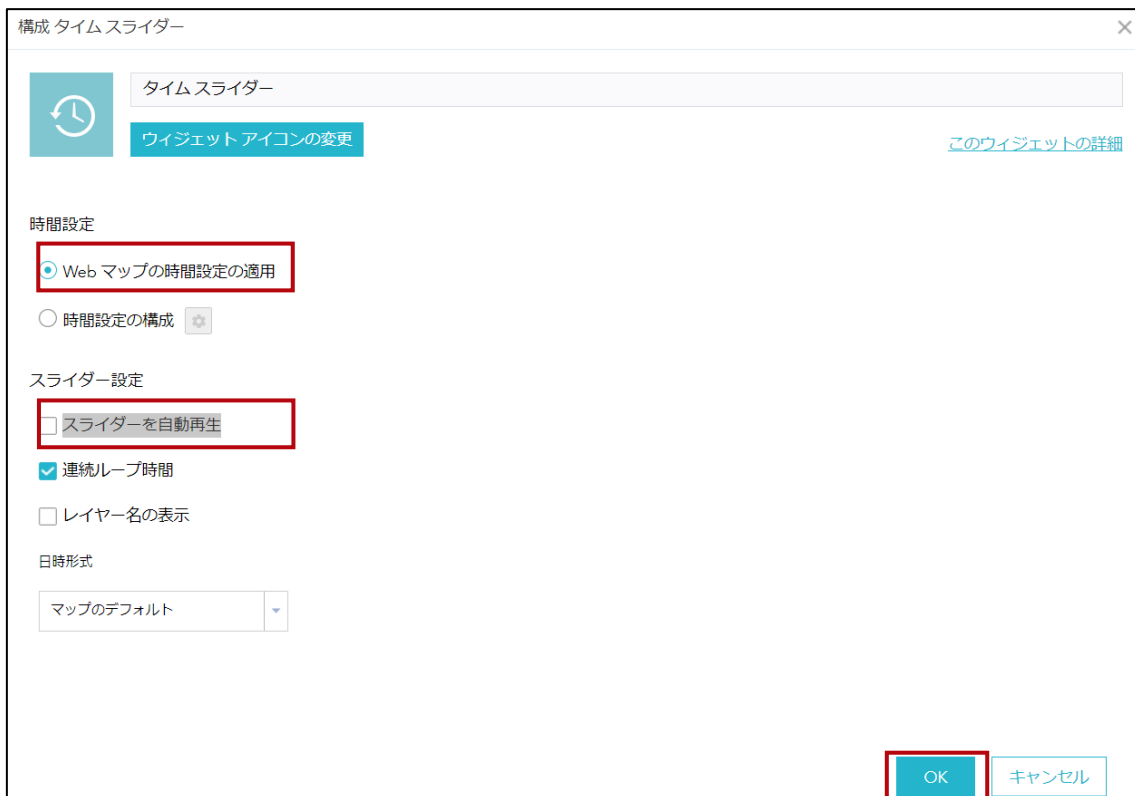 構成 タイム スライダー
タイム スライダー
ウィジェット アイコンの変更
このウィジェットの詳細
時間設定
Web マップの時間設定の適用
時間設定の構成
スライダー設定
スライダーを自動再生
連続ループ時間
レイヤー名の表示
日時形式
マップのデフォルト
OK
キャンセル